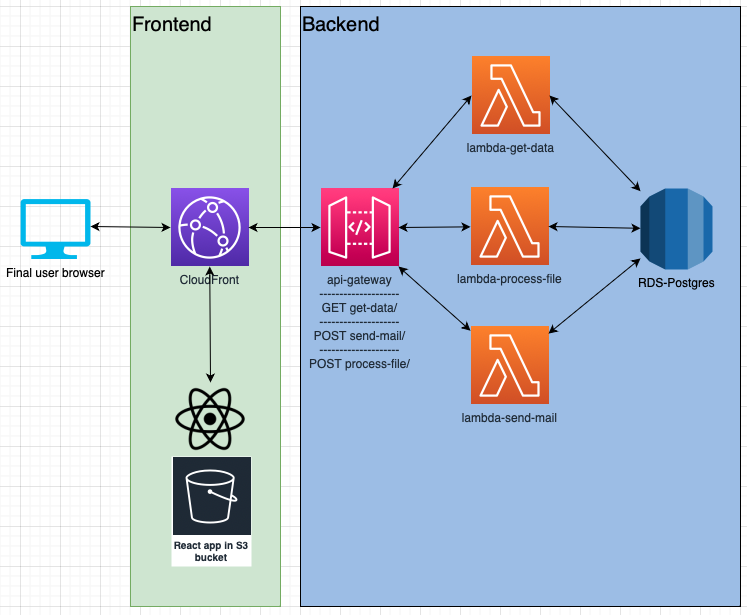 Frontend
Backend
lambda-get-data
Final user browser
CloudFront
api-gateway
--------------------
GET get-data/
--------------------
POST send-mail/
--------------------
POST process-file/
lambda-process-file
RDS-Postgres
lambda-send-mail
React app in S3
bucket